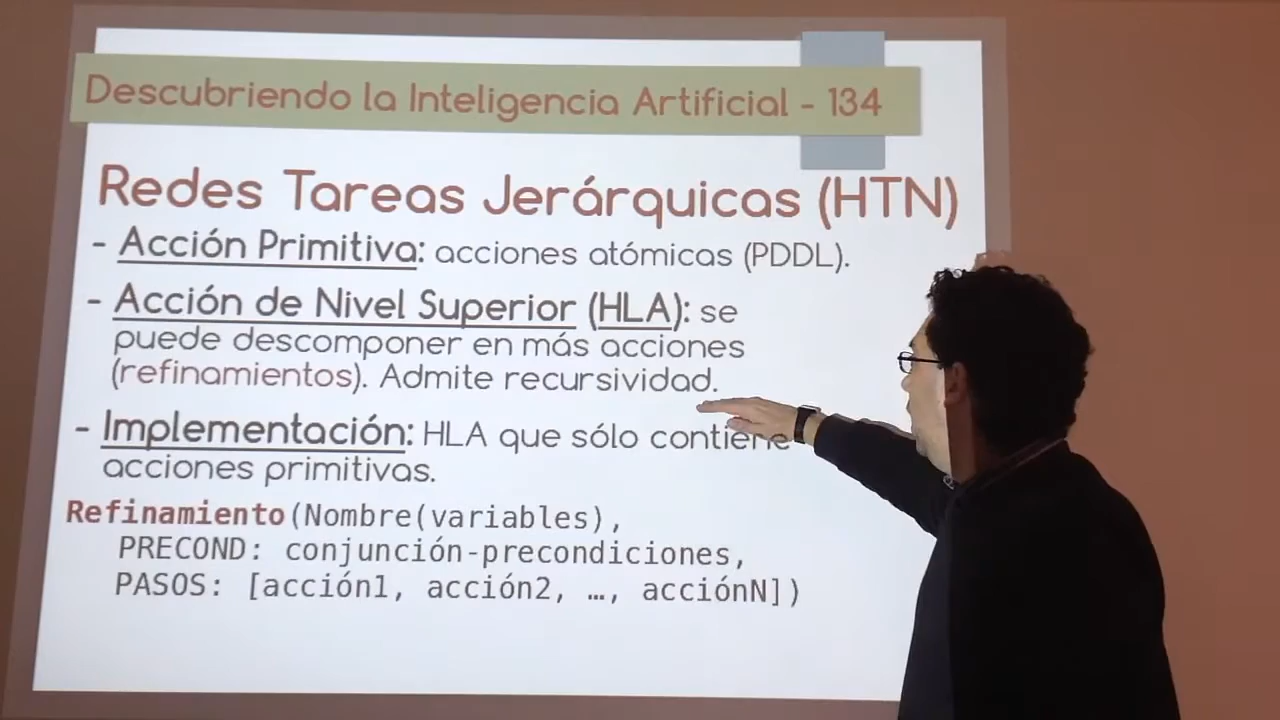 Descubriendo la Inteligencia Artificial - 134
Redes Tareas Jerárquicas (HTN)
- Acción Primitiva: acciones atómicas (PDDL).
- Acción de Nivel Superior (HLA): se
puede descomponer en más acciones
(refinamientos). Admite recursividad.
- Implementación: HLA que sólo contiene
acciones primitivas.
Refinamiento(Nombre(variables),
PRECOND: conjunción-precondiciones,
PASOS: [acción1, acción2, …, acciónN])